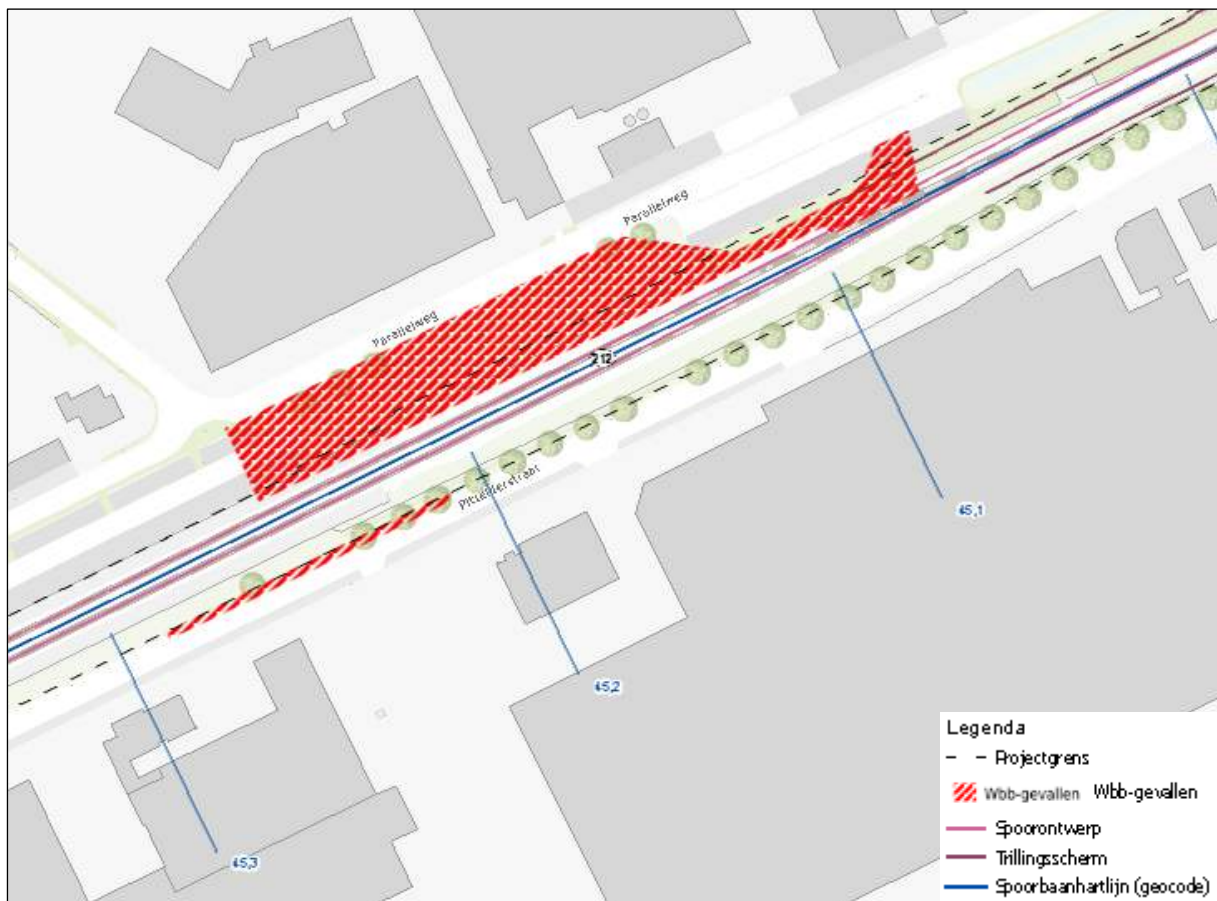 Parallelweg
Parallelweg
212
45,1
45,2
45,3
Legenda
Projectgrens
Wbb-gevallen Wbb-gevallen
Spoorontwerp
Trillingsscherm
Spoorbaanhartlijn (geocode)